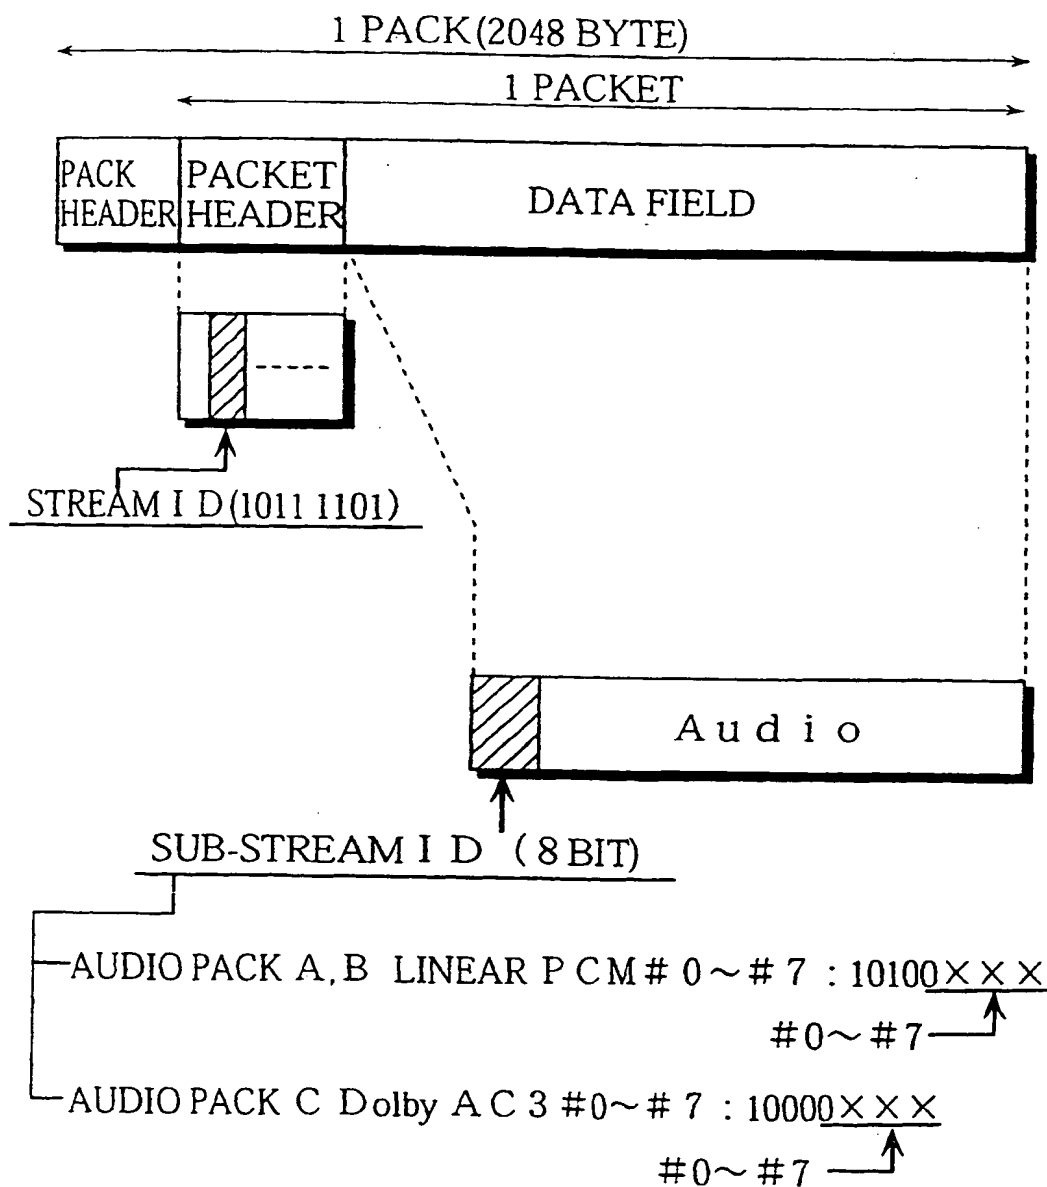 1 PACK(2048 BYTE)
1 PACKET
PACK HEADER
PACKET HEADER
DATA FIELD
STREAM I D(1011 1101)
Audio
SUB-STREAM I D (8 BIT)
AUDIO PACK A,B LINEAR P C M # 0~# 7 : 10100×××
#0~#7
AUDIO PACK C Dolby A C 3 #0~# 7 : 10000×××
#0~#7